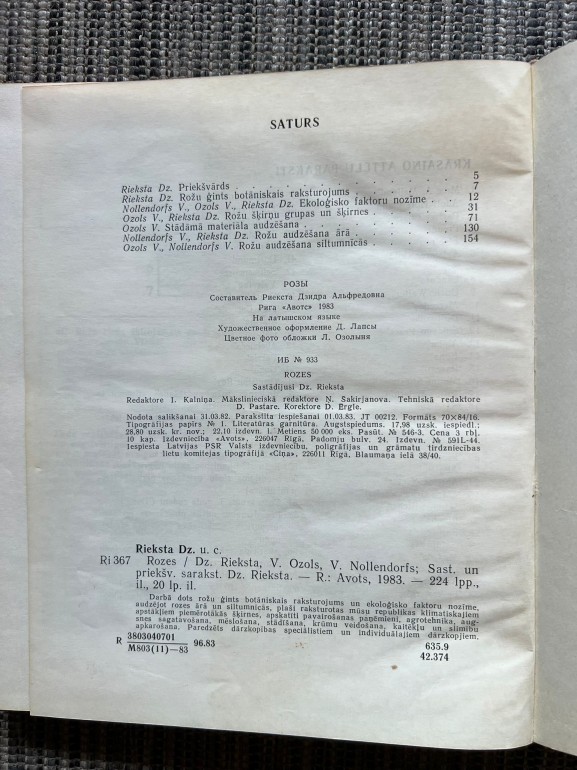 SATURS
Rieksta Dz. Priekšvārds . . . . . . . . . . 5
Rieksta Dz. Rožu ģints botāniskais raksturojums . . . . . 7
Nollendorfs V., Ozols V., Rieksta Dz. Ekoloģisko faktoru nozīme . . 12
Ozols V., Rieksta Dz. Rožu šķirņu grupas un šķirnes . . . . 31
Ozols V. Stādāmā materiāla audzēšana . . . . . . . 71
Nollendorfs V., Rieksta Dz. Rožu audzēšana ārā . . . . . 130
Ozols V., Nollendorfs V. Rožu audzēšana siltumnīcās . . . . 154
РОЗЫ
Составитель Риекста Дзидра Альфредовна
Рига «Авотс» 1983
На латышском языке
Художественное оформление Д. Лапсы
Цветное фото обложки Л. Озолыня
ИБ № 933
ROZES
Sastādījusi Dz. Rieksta
Redaktore I. Kalniņa. Mākslinieciskā redaktore N. Šakirjanova. Tehniskā redaktore
D. Pastare. Korektore D. Ērgle.
Nodota salikšanai 31.03.82. Parakstīta iespiešanai 01.03.83. JT 00212. Formāts 70×84/16.
Tipogrāfijas papīrs № 1. Literatūras garnitūra. Augstspiedums. 17,98 uzsk. iespiedl.;
28,80 uzsk. kr. nov.; 22,10 izdevn. l. Metiens 50 000 eks. Pasūt. № 546-3. Cena 3 rbļ.
10 kap. Izdevniecība «Avots», 226047 Rīgā, Padomju bulv. 24. Izdevn. № 591L-44.
Iespiesta Latvijas PSR Valsts izdevniecību, poligrāfijas un grāmatu tirdzniecības
lietu komitejas tipogrāfijā «Cīņa», 226011 Rīgā, Blaumaņa ielā 38/40.
Rieksta Dz. u. c.
Ri 367 Rozes / Dz. Rieksta, V. Ozols, V. Nollendorfs; Sast. un
priekšv. sarakst. Dz. Rieksta. — R.: Avots, 1983. — 224 lpp.,
il., 20 lp. il.
Darbā dots rožu ģints botāniskais raksturojums un ekoloģisko faktoru nozīme,
audzējot rozes ārā un siltumnīcās, plaši raksturotas mūsu republikas klimatiskajiem
apstākļiem piemērotākās šķirnes, apskatīti pavairošanas paņēmieni, agrotehnika, aug-
snes sagatavošana, mēslošana, stādīšana, krūmu veidošana, kaitēkļu un slimību
apkarošana. Paredzēts dārzkopības speciālistiem un individuālajiem dārzkopjiem.
R 3803040701 96.83 635.9
M803(11)—83 42.374